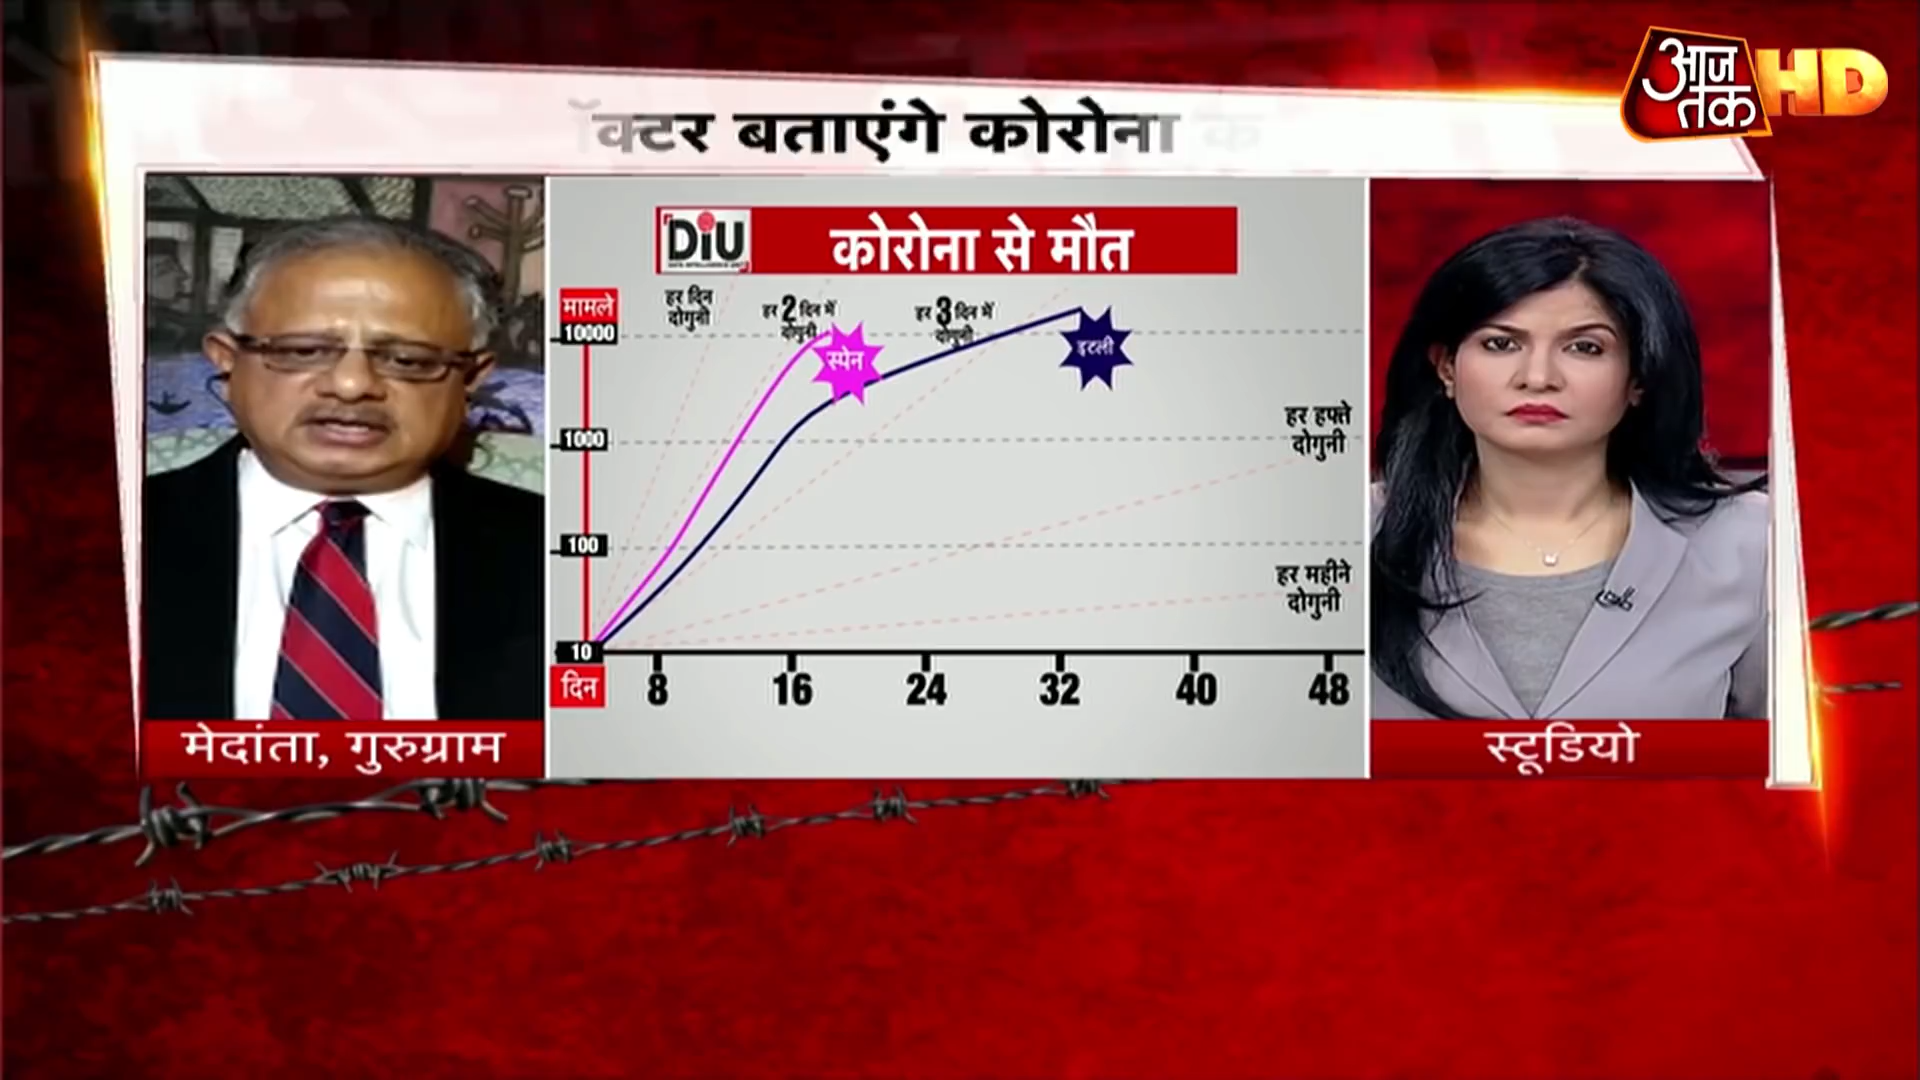 आज
तक HD
ॉक्टर बताएंगे कोरोना क
DiU
कोरोना से मौत
मामले
हर दिन
दोगुनी
हर 2 दिन में
दोगुनी
हर 3 दिन में
दोगुनी
10000
स्पेन
इटली
हर हफ्ते
दोगुनी
1000
100
हर महीने
दोगुनी
10
दिन 8 16 24 32 40 48
मेदांता, गुरुग्राम
स्टूडियो